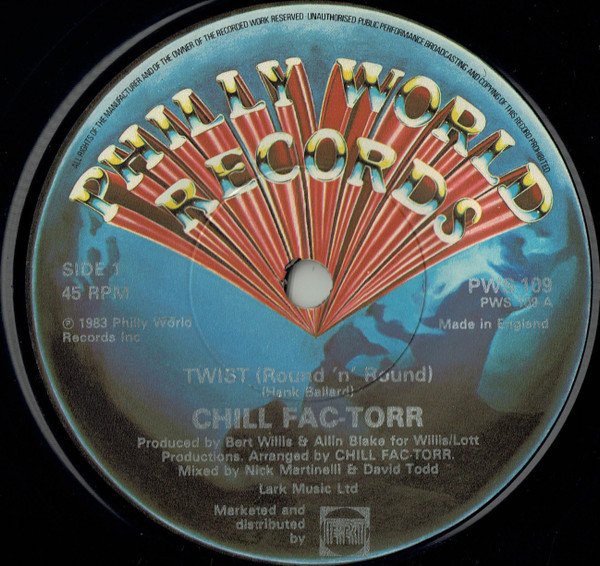 ALL RIGHTS OF THE MANUFACTURER AND OF THE OWNER OF THE RECORDED WORK RESERVED UNAUTHORISED PUBLIC PERFORMANCE BROADCASTING AND COPYING OF THIS RECORD PROHIBITED
PHILLY WORLD
RECORDS
SIDE 1
45 RPM
PWS 109
PWS 109 A
℗ 1983 Philly World
Records Inc
Made in England
TWIST (Round 'n' Round)
(Hank Ballard)
CHILL FAC-TORR
Produced by Bert Willis & Allin Blake for Willis/Lott
Productions. Arranged by CHILL FAC-TORR.
Mixed by Nick Martinelli & David Todd
Lark Music Ltd
Marketed and
distributed
by